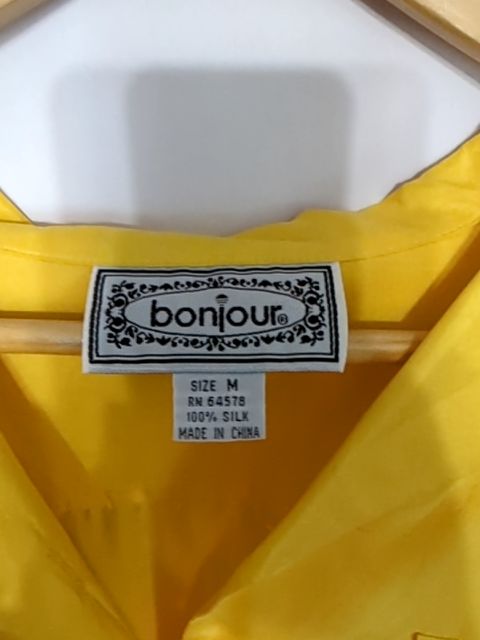 bonjour®
SIZE M
RN 64578
100% SILK
MADE IN CHINA